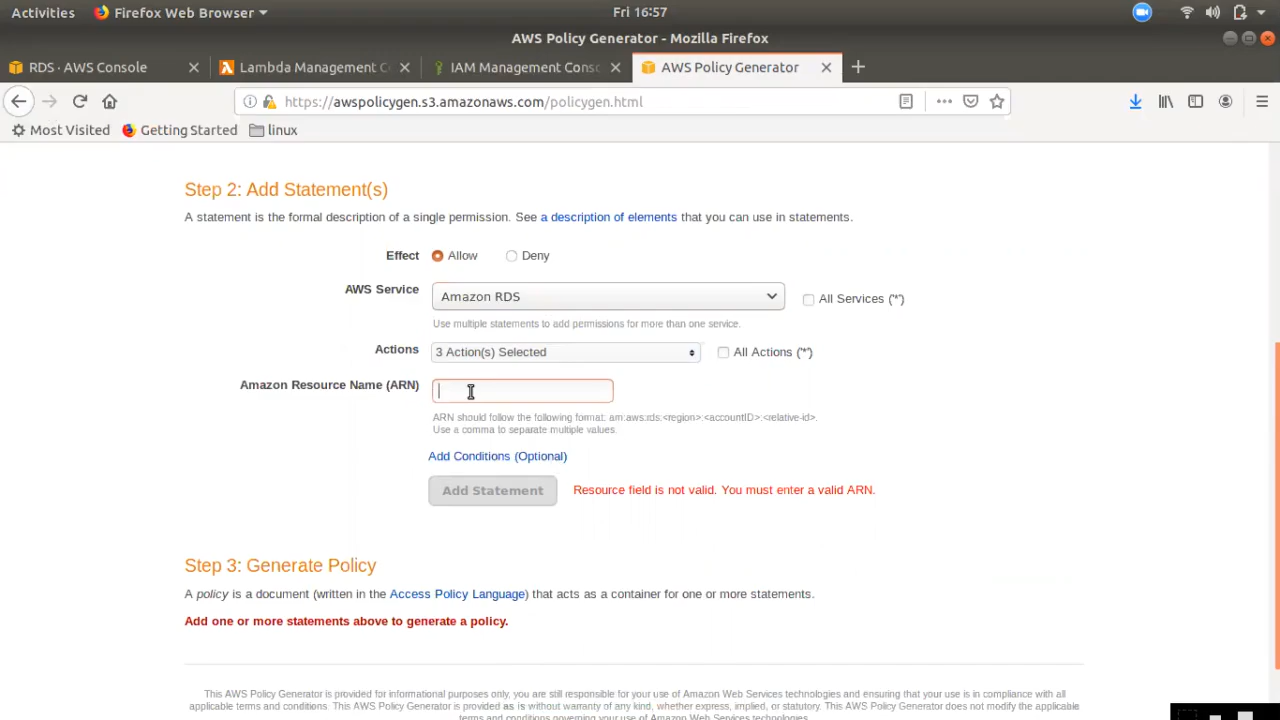 Activities
Firefox Web Browser
Fri 16:57
AWS Policy Generator - Mozilla Firefox
RDS · AWS Console
Lambda Management C
IAM Management Cons
AWS Policy Generator
https://awspolicygen.s3.amazonaws.com/policygen.html
Most Visited
Getting Started
linux
Step 2: Add Statement(s)
A statement is the formal description of a single permission. See a description of elements that you can use in statements.
Effect
Allow
Deny
AWS Service
Amazon RDS
All Services ('*')
Use multiple statements to add permissions for more than one service.
Actions
3 Action(s) Selected
All Actions ('*')
Amazon Resource Name (ARN)
ARN should follow the following format: arn:aws:rds:<region>:<accountID>:<relative-id>.
Use a comma to separate multiple values.
Add Conditions (Optional)
Add Statement
Resource field is not valid. You must enter a valid ARN.
Step 3: Generate Policy
A policy is a document (written in the Access Policy Language) that acts as a container for one or more statements.
Add one or more statements above to generate a policy.
This AWS Policy Generator is provided for informational purposes only, you are still responsible for your use of Amazon Web Services technologies and ensuring that your use is in compliance with all
applicable terms and conditions. This AWS Policy Generator is provided as is without warranty of any kind, whether express, implied, or statutory. This AWS Policy Generator does not modify the applicable
terms and conditions governing your use of Amazon Web Services technologies.